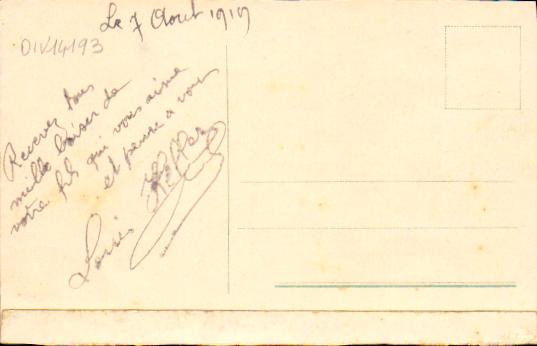 Le 7 Aout 1919
DIV14193
Recevez tous
mille baiser de
votre fils qui vous aime
et pense a vous
Louis